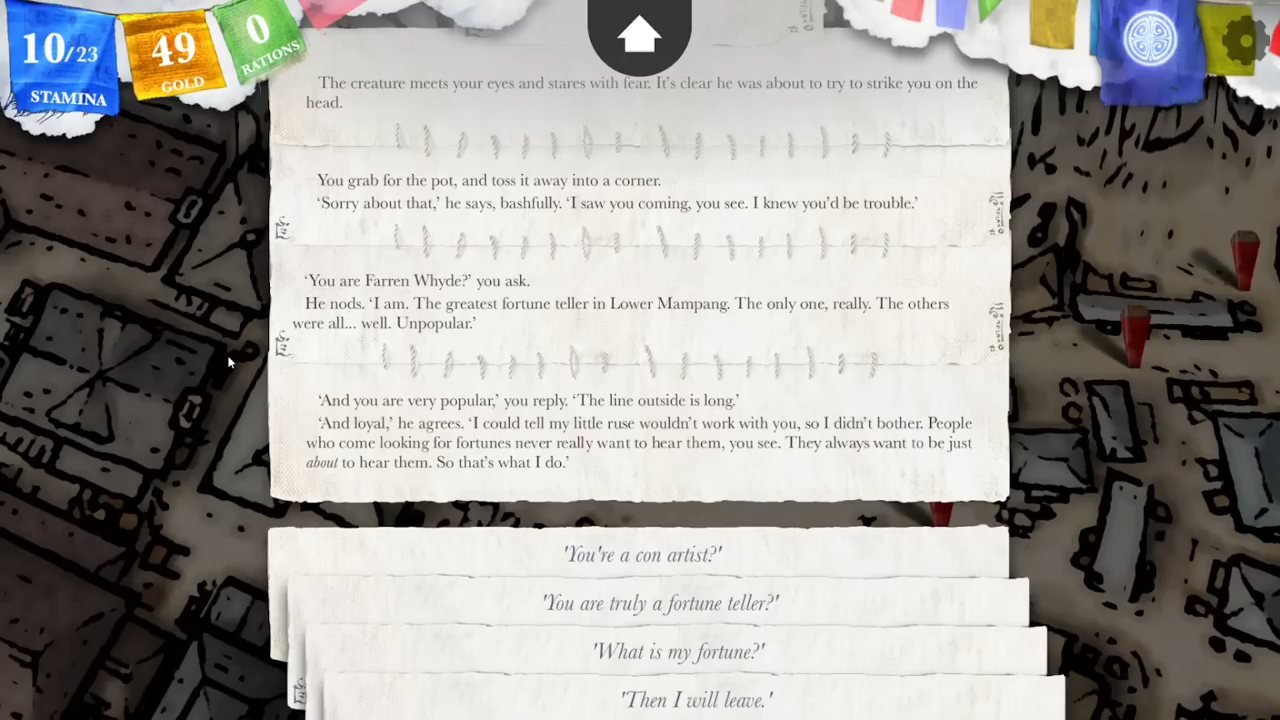 10/23
STAMINA
49
GOLD
0
RATIONS
The creature meets your eyes and stares with fear. It's clear he was about to try to strike you on the
head.
You grab for the pot, and toss it away into a corner.
‘Sorry about that,’ he says, bashfully. ‘I saw you coming, you see. I knew you’d be trouble.’
‘You are Farren Whyde?’ you ask.
He nods. ‘I am. The greatest fortune teller in Lower Mampang. The only one, really. The others
were all... well. Unpopular.’
‘And you are very popular,’ you reply. ‘The line outside is long.’
‘And loyal,’ he agrees. ‘I could tell my little ruse wouldn’t work with you, so I didn’t bother. People
who come looking for fortunes never really want to hear them, you see. They always want to be just
about to hear them. So that’s what I do.’
'You're a con artist?'
'You are truly a fortune teller?'
'What is my fortune?'
'Then I will leave.'